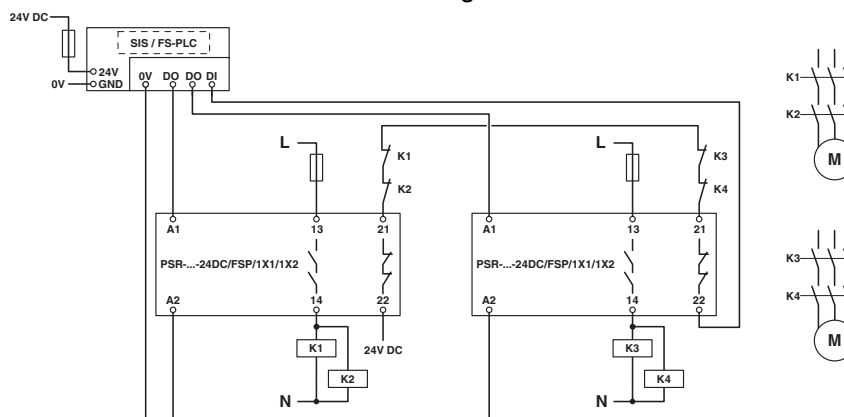 24V DC
SIS / FS-PLC
24V
0V
GND
0V DO DO DI
L
K1
K2
L
K3
K4
A1 13 21
PSR-...-24DC/FSP/1X1/1X2
A2 14 22
K1
K2
24V DC
N
A1 13 21
PSR-...-24DC/FSP/1X1/1X2
A2 14 22
K3
K4
N
K1
K2
M
K3
K4
M